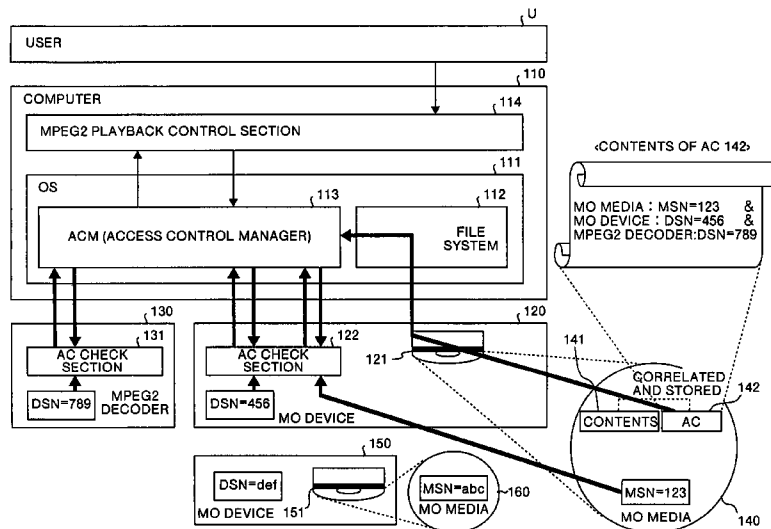 U
USER
110
COMPUTER
114
MPEG2 PLAYBACK CONTROL SECTION
111
OS
113
112
ACM (ACCESS CONTROL MANAGER)
FILE
SYSTEM
‹CONTENTS OF AC 142›
MO MEDIA : MSN=123 &
MO DEVICE : DSN=456 &
MPEG2 DECODER:DSN=789
130
131
AC CHECK
SECTION
DSN=789
MPEG2
DECODER
120
122
AC CHECK
SECTION
DSN=456
MO DEVICE
121
141
CORRELATED
AND STORED
142
CONTENTS
AC
MSN=123
MO MEDIA
140
150
DSN=def
MO DEVICE
151
160
MSN=abc
MO MEDIA